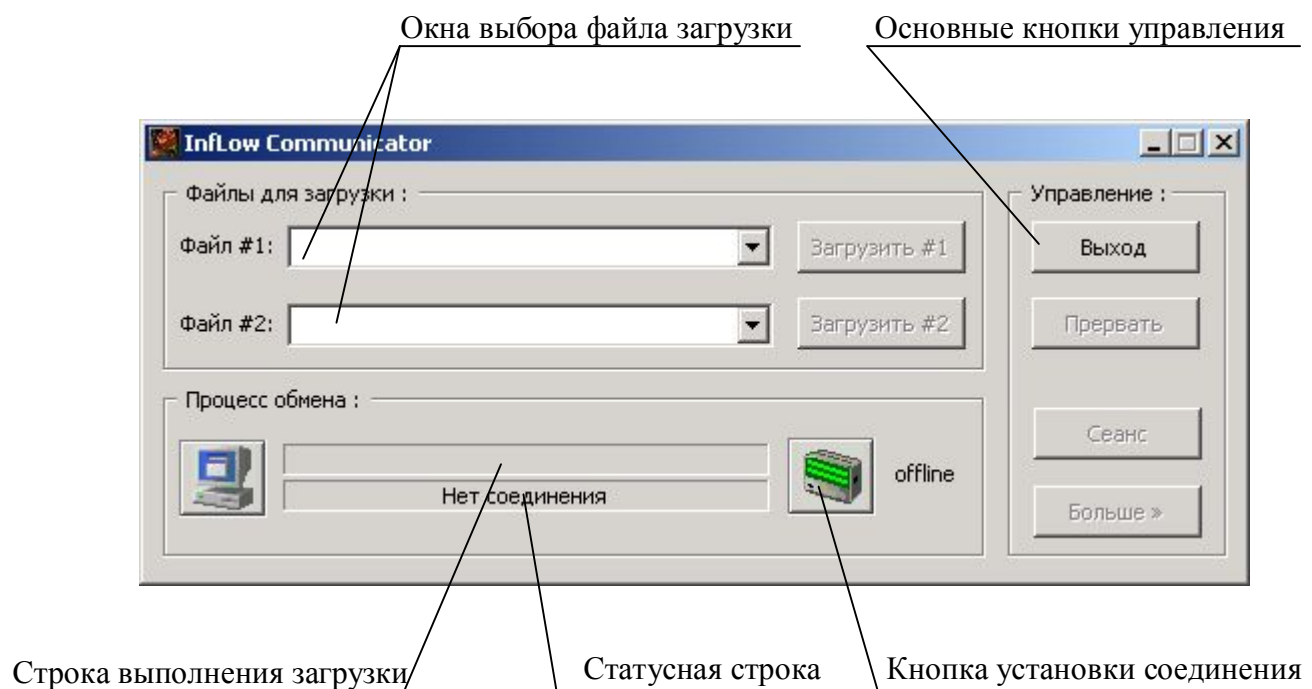 Окна выбора файла загрузки
Основные кнопки управления
InfLow Communicator
Файлы для загрузки :
Управление :
Файл #1:
Загрузить #1
Выход
Файл #2:
Загрузить #2
Прервать
Процесс обмена :
Сеанс
offline
Нет соединения
Больше »
Строка выполнения загрузки
Статусная строка
Кнопка установки соединения